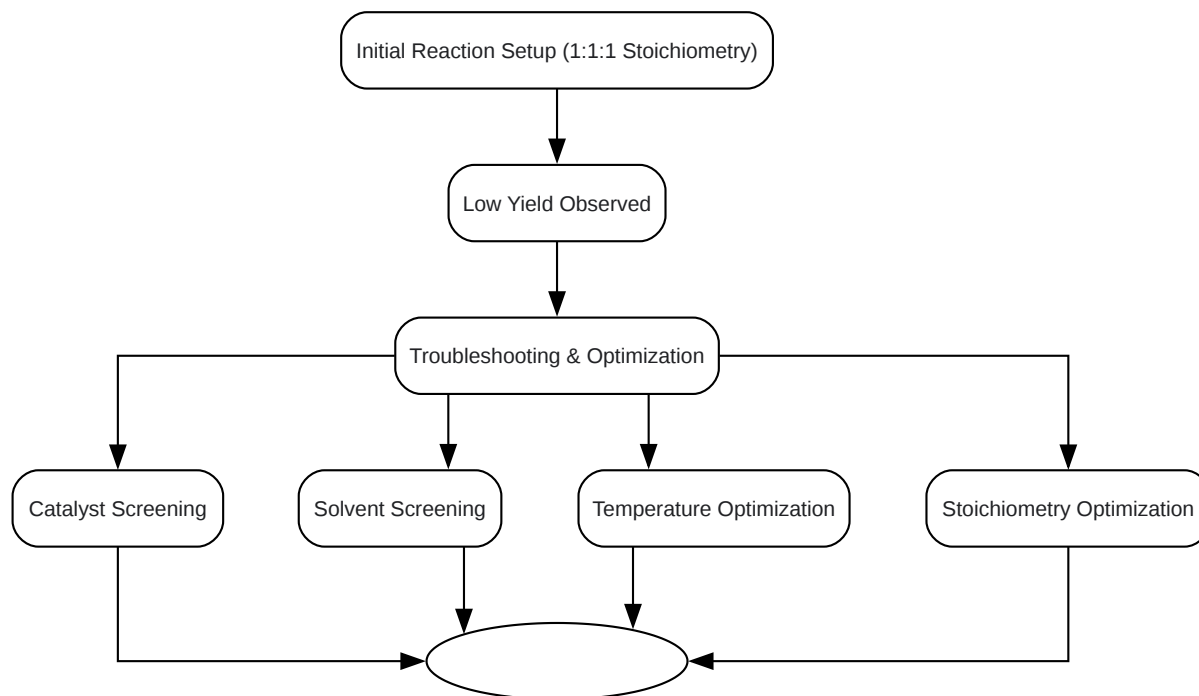 Initial Reaction Setup (1:1:1 Stoichiometry)
Low Yield Observed
Troubleshooting & Optimization
Catalyst Screening
Solvent Screening
Temperature Optimization
Stoichiometry Optimization